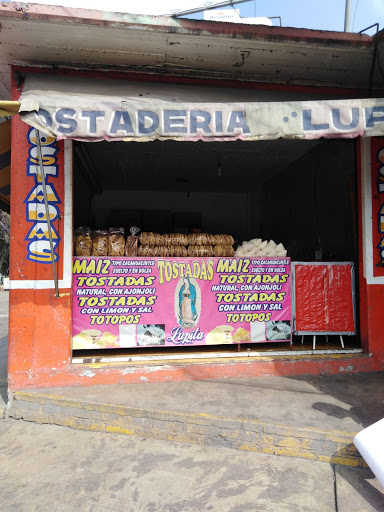 OSTADERIA LUP
TOSTADAS
MAIZ TIPO CACAHUACINTLE
SUELTO Y EN BOLSA
TOSTADAS
NATURAL, CON AJONJOLI
TOSTADAS
CON LIMON Y SAL
TOTOPOS
TOSTADAS
Lupita
MAIZ TIPO CACAHUACINTLE
SUELTO Y EN BOLSA
TOSTADAS
NATURAL, CON AJONJOLI
TOSTADAS
CON LIMON Y SAL
TOTOPOS